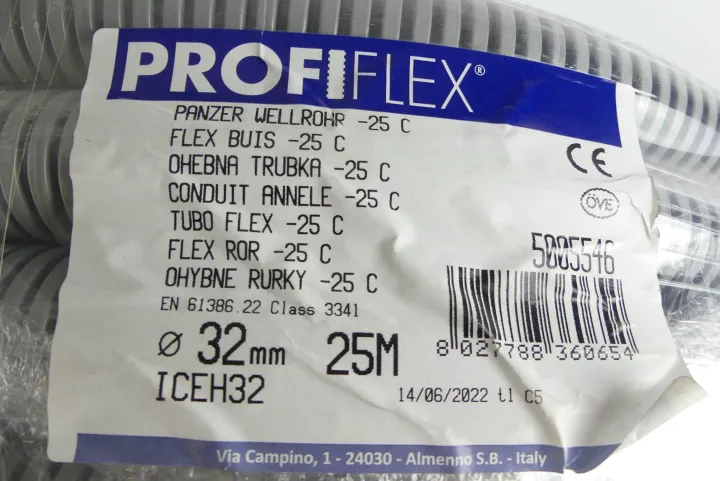 PROFIFLEX®
PANZER WELLROHR -25 C
FLEX BUIS -25 C
OHEBNA TRUBKA -25 C
CONDUIT ANNELE -25 C
TUBO FLEX -25 C
FLEX ROR -25 C
OHYBNE RURKY -25 C
EN 61386.22 Class 3341
CE
ÖVE
5005546
8 027788 360654
Ø 32mm 25M
ICEH32
14/06/2022 t1 C5
Via Campino, 1 - 24030 - Almenno S.B. - Italy